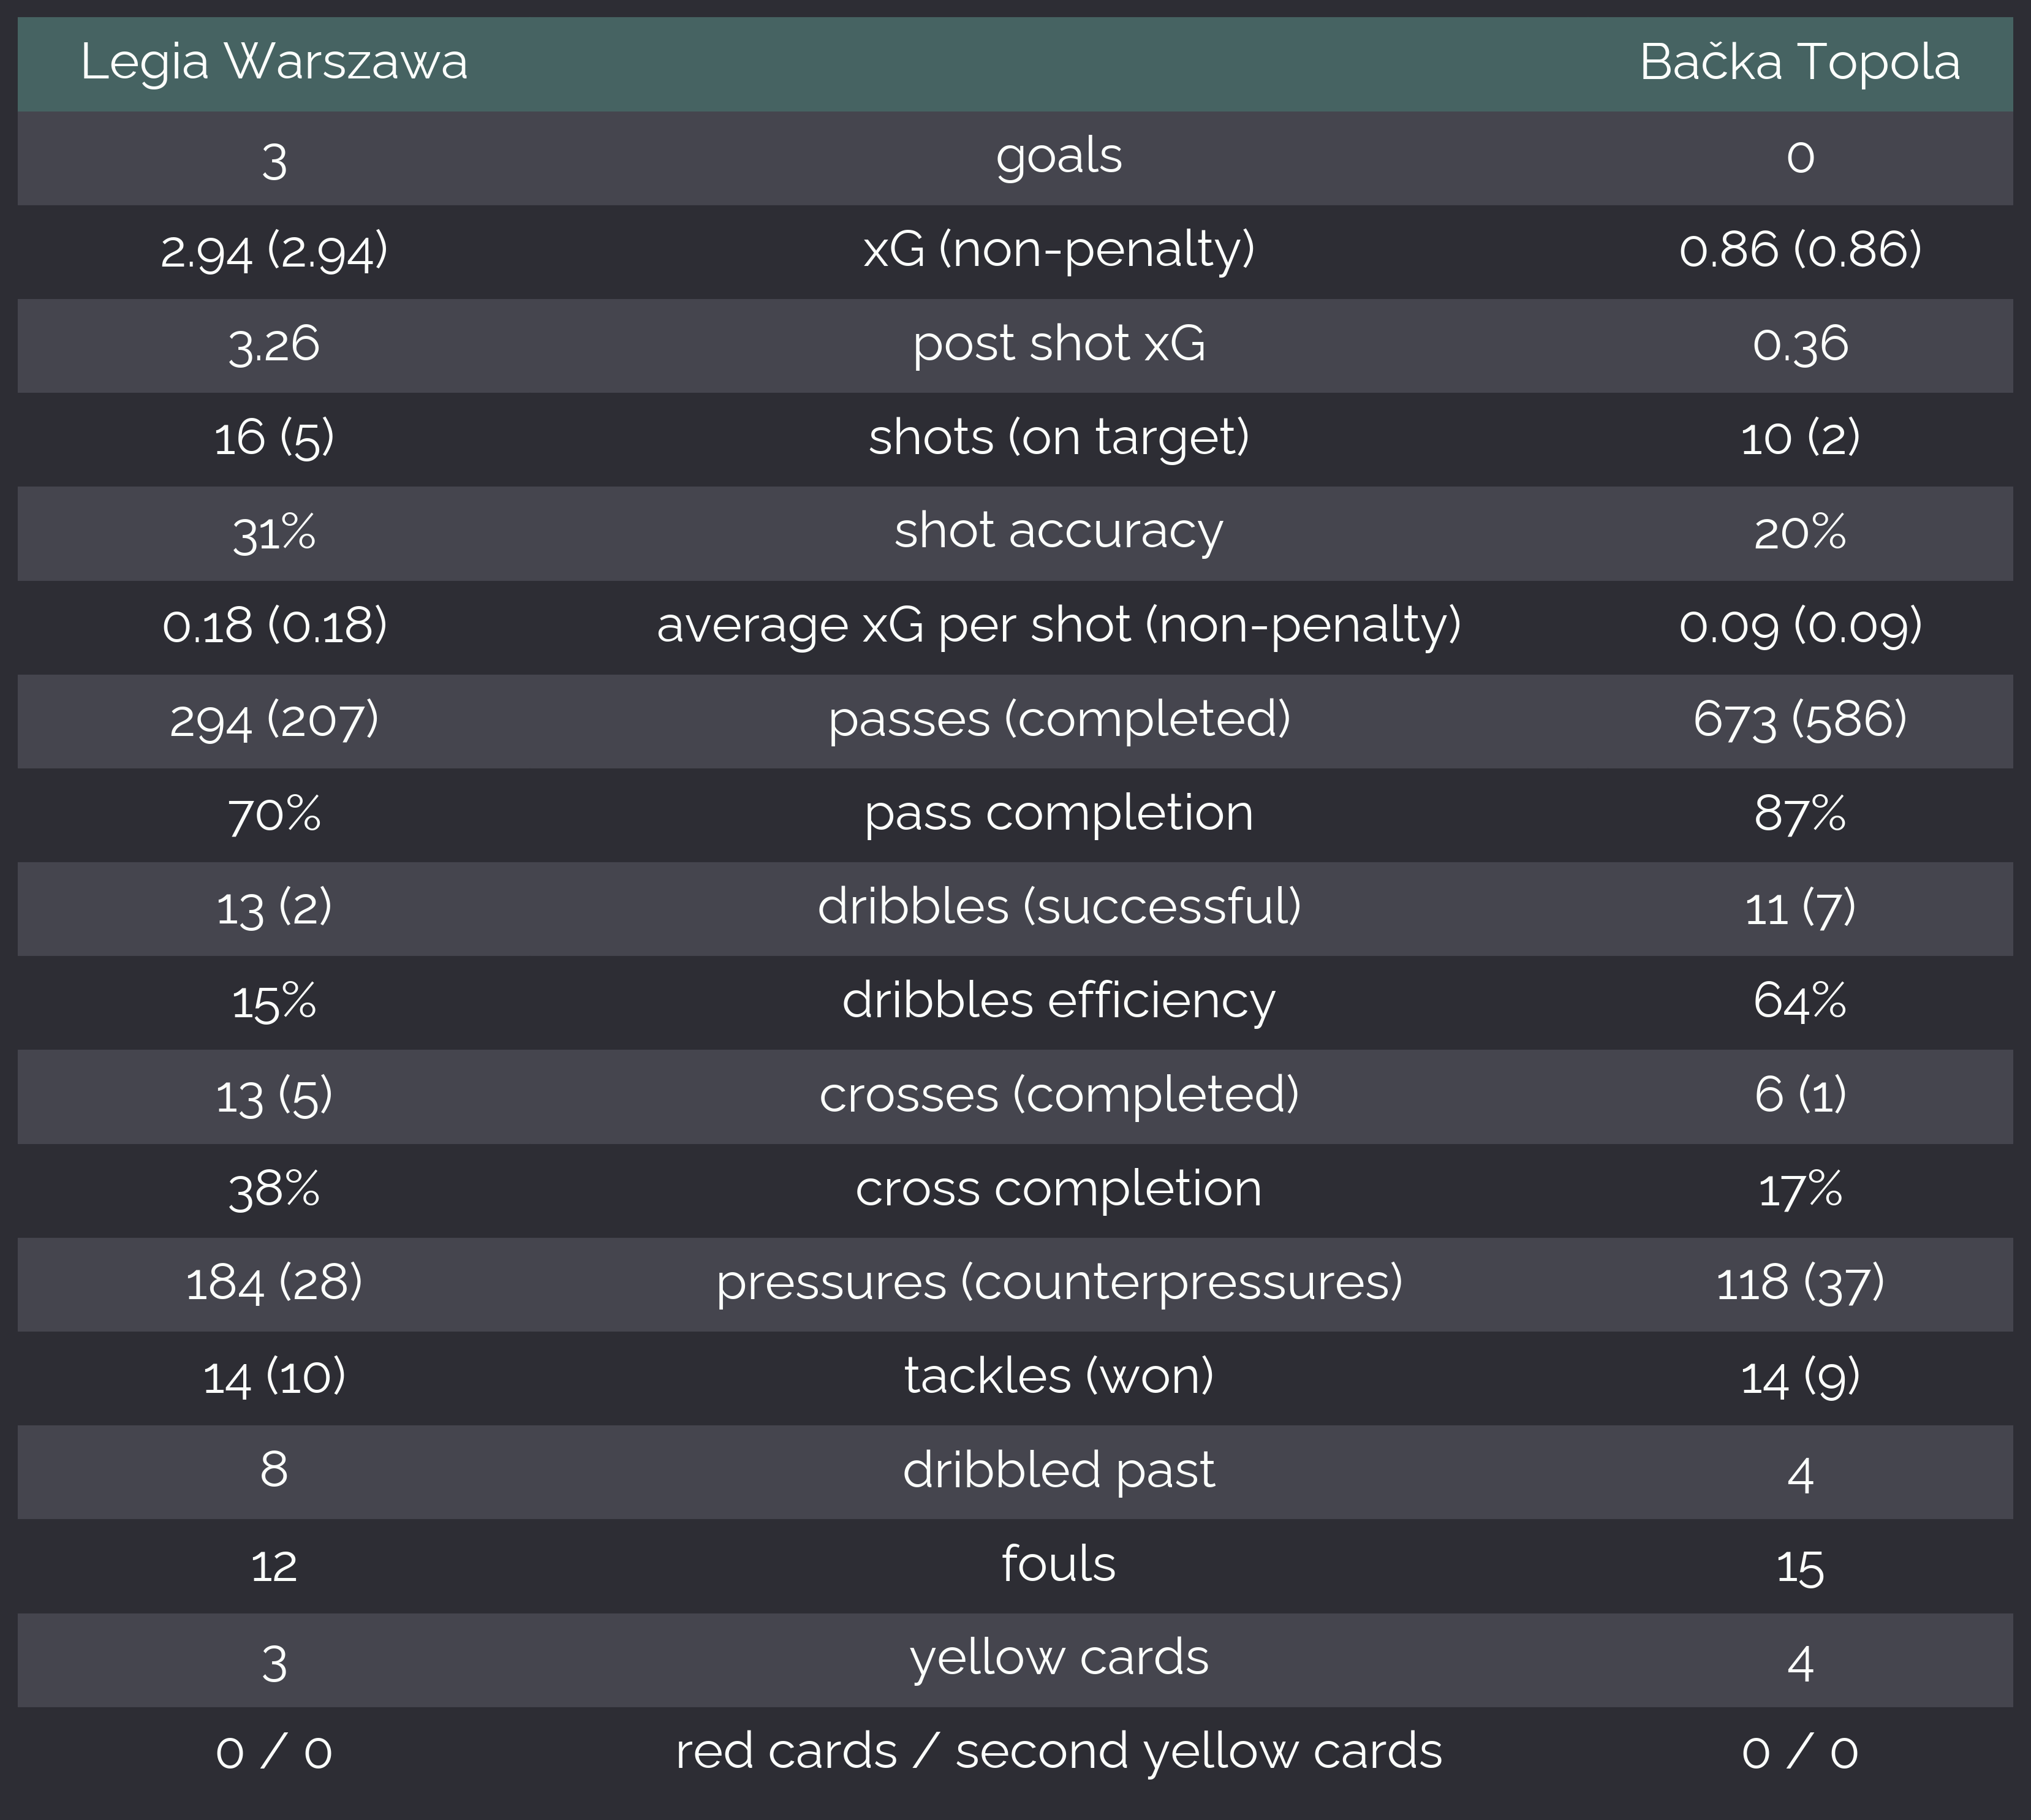 Legia Warszawa Bačka Topola
3 goals 0
2.94 (2.94) xG (non-penalty) 0.86 (0.86)
3.26 post shot xG 0.36
16 (5) shots (on target) 10 (2)
31% shot accuracy 20%
0.18 (0.18) average xG per shot (non-penalty) 0.09 (0.09)
294 (207) passes (completed) 673 (586)
70% pass completion 87%
13 (2) dribbles (successful) 11 (7)
15% dribbles efficiency 64%
13 (5) crosses (completed) 6 (1)
38% cross completion 17%
184 (28) pressures (counterpressures) 118 (37)
14 (10) tackles (won) 14 (9)
8 dribbled past 4
12 fouls 15
3 yellow cards 4
0 / 0 red cards / second yellow cards 0 / 0